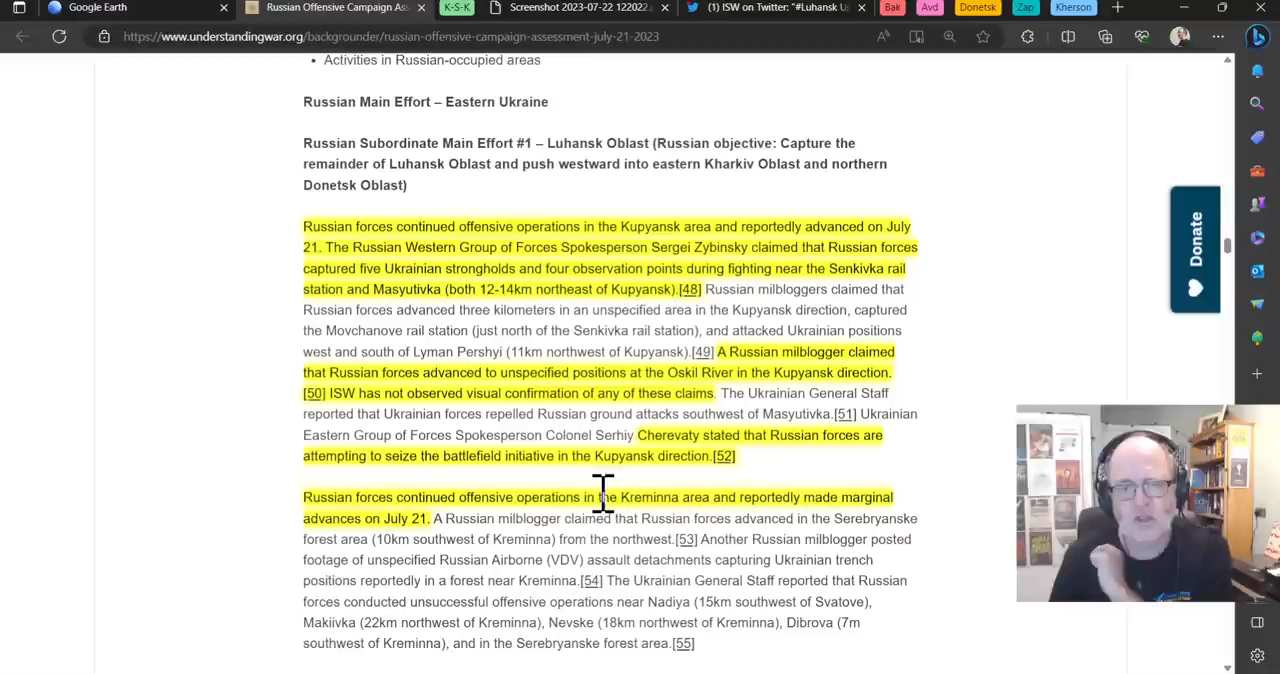 Google Earth
Russian Offensive Campaign Ass
K-S-K
Screenshot 2023-07-22 122022.
(1) ISW on Twitter: "#Luhansk U
Bak
Avd
Donetsk
Zap
Kherson
https://www.understandingwar.org/backgrounder/russian-offensive-campaign-assessment-july-21-2023
• Activities in Russian-occupied areas
Russian Main Effort – Eastern Ukraine
Russian Subordinate Main Effort #1 – Luhansk Oblast (Russian objective: Capture the
remainder of Luhansk Oblast and push westward into eastern Kharkiv Oblast and northern
Donetsk Oblast)
Russian forces continued offensive operations in the Kupyansk area and reportedly advanced on July
21. The Russian Western Group of Forces Spokesperson Sergei Zybinsky claimed that Russian forces
captured five Ukrainian strongholds and four observation points during fighting near the Senkivka rail
station and Masyutivka (both 12-14km northeast of Kupyansk).[48] Russian milbloggers claimed that
Russian forces advanced three kilometers in an unspecified area in the Kupyansk direction, captured
the Movchanove rail station (just north of the Senkivka rail station), and attacked Ukrainian positions
west and south of Lyman Pershyi (11km northwest of Kupyansk).[49] A Russian milblogger claimed
that Russian forces advanced to unspecified positions at the Oskil River in the Kupyansk direction.
[50] ISW has not observed visual confirmation of any of these claims. The Ukrainian General Staff
reported that Ukrainian forces repelled Russian ground attacks southwest of Masyutivka.[51] Ukrainian
Eastern Group of Forces Spokesperson Colonel Serhiy Cherevaty stated that Russian forces are
attempting to seize the battlefield initiative in the Kupyansk direction.[52]
Russian forces continued offensive operations in the Kreminna area and reportedly made marginal
advances on July 21. A Russian milblogger claimed that Russian forces advanced in the Serebryanske
forest area (10km southwest of Kreminna) from the northwest.[53] Another Russian milblogger posted
footage of unspecified Russian Airborne (VDV) assault detachments capturing Ukrainian trench
positions reportedly in a forest near Kreminna.[54] The Ukrainian General Staff reported that Russian
forces conducted unsuccessful offensive operations near Nadiya (15km southwest of Svatove),
Makiivka (22km northwest of Kreminna), Nevske (18km northwest of Kreminna), Dibrova (7m
southwest of Kreminna), and in the Serebryanske forest area.[55]
Donate